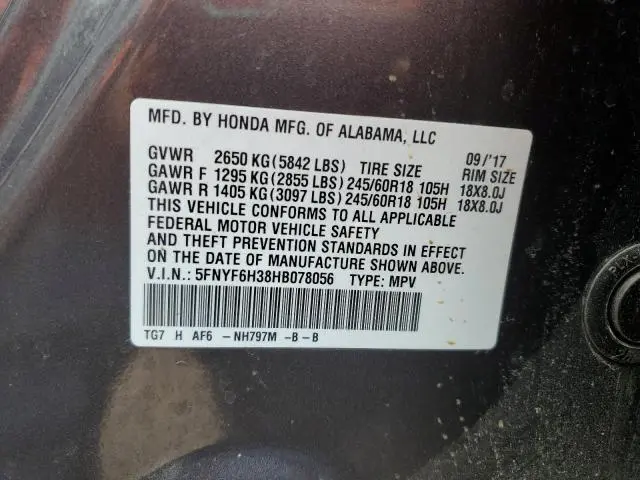 MFD. BY HONDA MFG. OF ALABAMA, LLC
GVWR 2650 KG (5842 LBS) TIRE SIZE 09/'17 RIM SIZE
GAWR F 1295 KG (2855 LBS) 245/60R18 105H 18X8.0J
GAWR R 1405 KG (3097 LBS) 245/60R18 105H 18X8.0J
THIS VEHICLE CONFORMS TO ALL APPLICABLE
FEDERAL MOTOR VEHICLE SAFETY
AND THEFT PREVENTION STANDARDS IN EFFECT
ON THE DATE OF MANUFACTURE SHOWN ABOVE.
V.I.N.: 5FNYF6H38HB078056 TYPE: MPV
TG7 H AF6 -NH797M -B-B